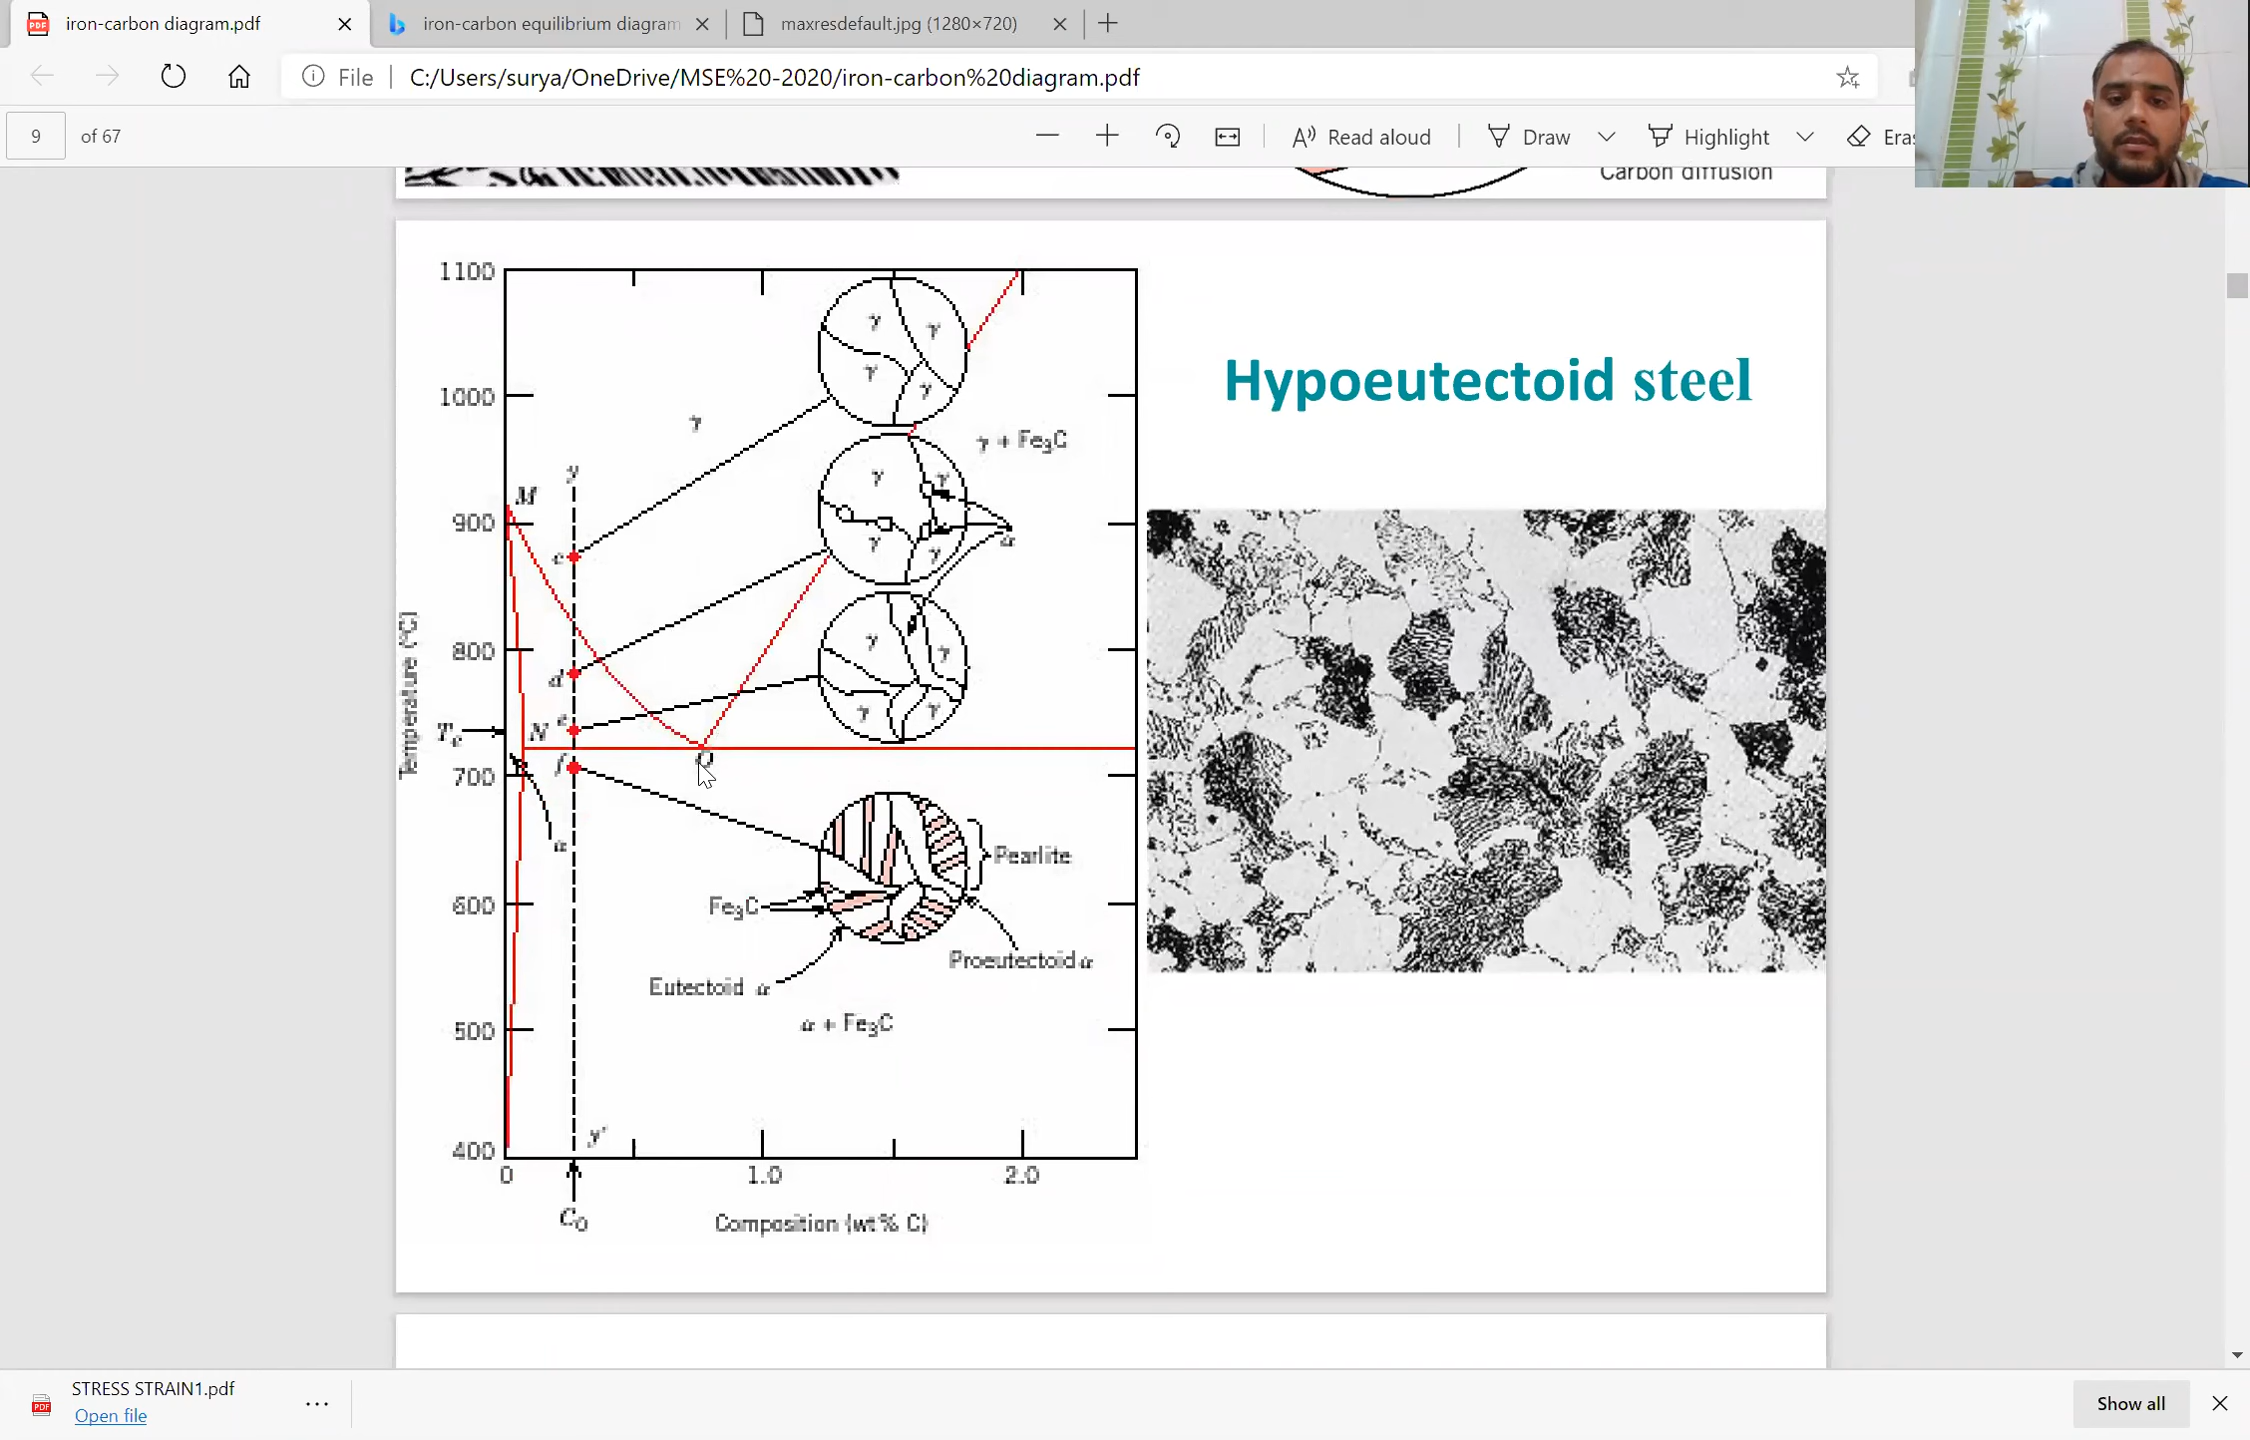 iron-carbon diagram.pdf
iron-carbon equilibrium diagram
maxresdefault.jpg (1280×720)
File
C:/Users/surya/OneDrive/MSE%20-2020/iron-carbon%20diagram.pdf
9 of 67
Read aloud
Draw
Highlight
Eras
Carbon diffusion
Hypoeutectoid steel
1100
1000
900
800
700
600
500
400
Temperature (°C)
γ
γ
γ
γ
γ
γ + Fe₃C
y
M
c
γ
γ
γ
γ
α
d
γ
γ
γ
γ
e
Tₑ
N
O
f
α
Pearlite
Fe₃C
Proeutectoid α
Eutectoid α
α + Fe₃C
y′
0
1.0
2.0
C₀
Composition (wt% C)
STRESS STRAIN1.pdf
Open file
Show all